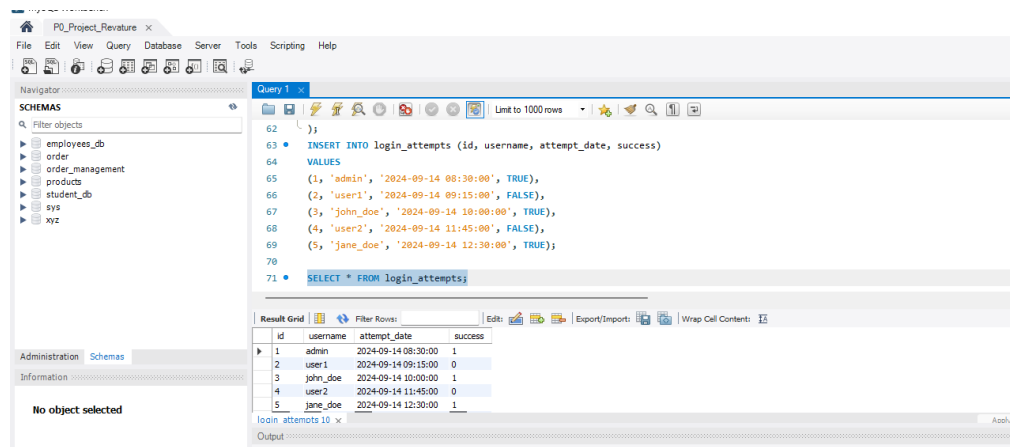 P0_Project_Revature ×
File Edit View Query Database Server Tools Scripting Help
Navigator
SCHEMAS
Filter objects
employees_db
order
order_management
products
student_db
sys
xyz
Administration Schemas
Information
No object selected
Query 1 ×
Limit to 1000 rows
62 );
63 INSERT INTO login_attempts (id, username, attempt_date, success)
64 VALUES
65 (1, 'admin', '2024-09-14 08:30:00', TRUE),
66 (2, 'user1', '2024-09-14 09:15:00', FALSE),
67 (3, 'john_doe', '2024-09-14 10:00:00', TRUE),
68 (4, 'user2', '2024-09-14 11:45:00', FALSE),
69 (5, 'jane_doe', '2024-09-14 12:30:00', TRUE);
70
71 SELECT * FROM login_attempts;
Result Grid Filter Rows: Edit: Export/Import: Wrap Cell Content:
id username attempt_date success
1 admin 2024-09-14 08:30:00 1
2 user1 2024-09-14 09:15:00 0
3 john_doe 2024-09-14 10:00:00 1
4 user2 2024-09-14 11:45:00 0
5 jane_doe 2024-09-14 12:30:00 1
login_attempts 10 ×
Apply
Output